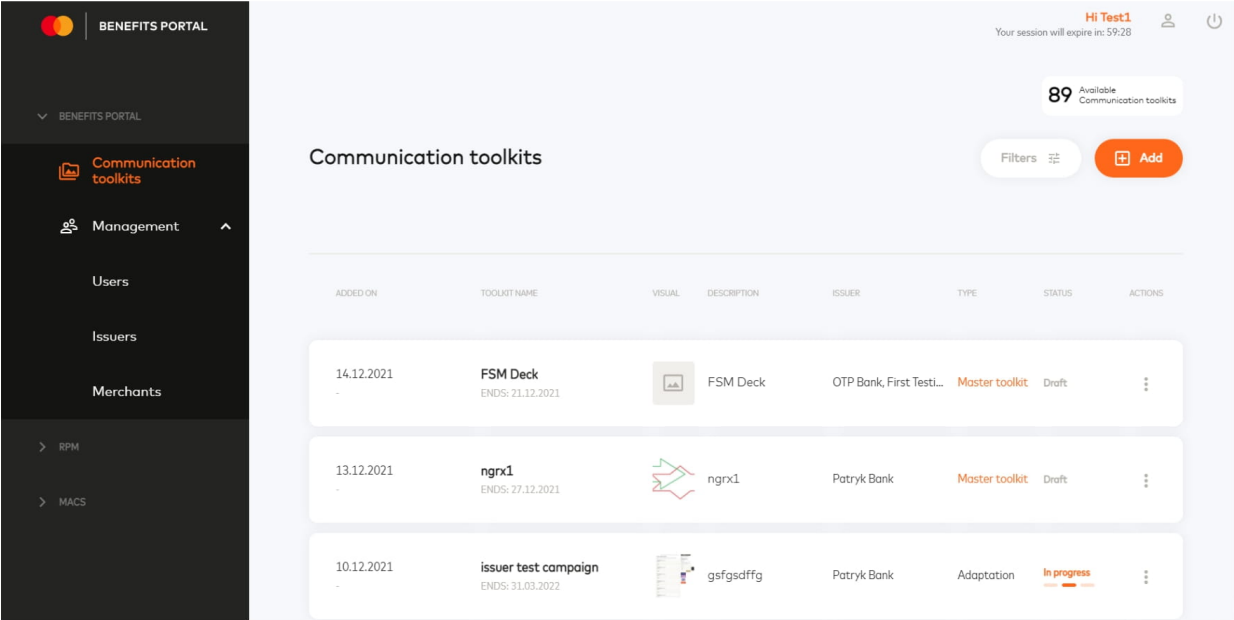 BENEFITS PORTAL
Hi Test1
Your session will expire in: 59:28
89 Available
Communication toolkits
BENEFITS PORTAL
Communication
toolkits
Management
Users
Issuers
Merchants
RPM
MACS
Communication toolkits
Filters
Add
ADDED ON TOOLKIT NAME VISUAL DESCRIPTION ISSUER TYPE STATUS ACTIONS
14.12.2021 FSM Deck FSM Deck OTP Bank, First Testi... Master toolkit Draft
- ENDS: 21.12.2021
13.12.2021 ngrx1 ngrx1 Patryk Bank Master toolkit Draft
- ENDS: 27.12.2021
10.12.2021 issuer test campaign gsfgsdffg Patryk Bank Adaptation In progress
- ENDS: 31.03.2022